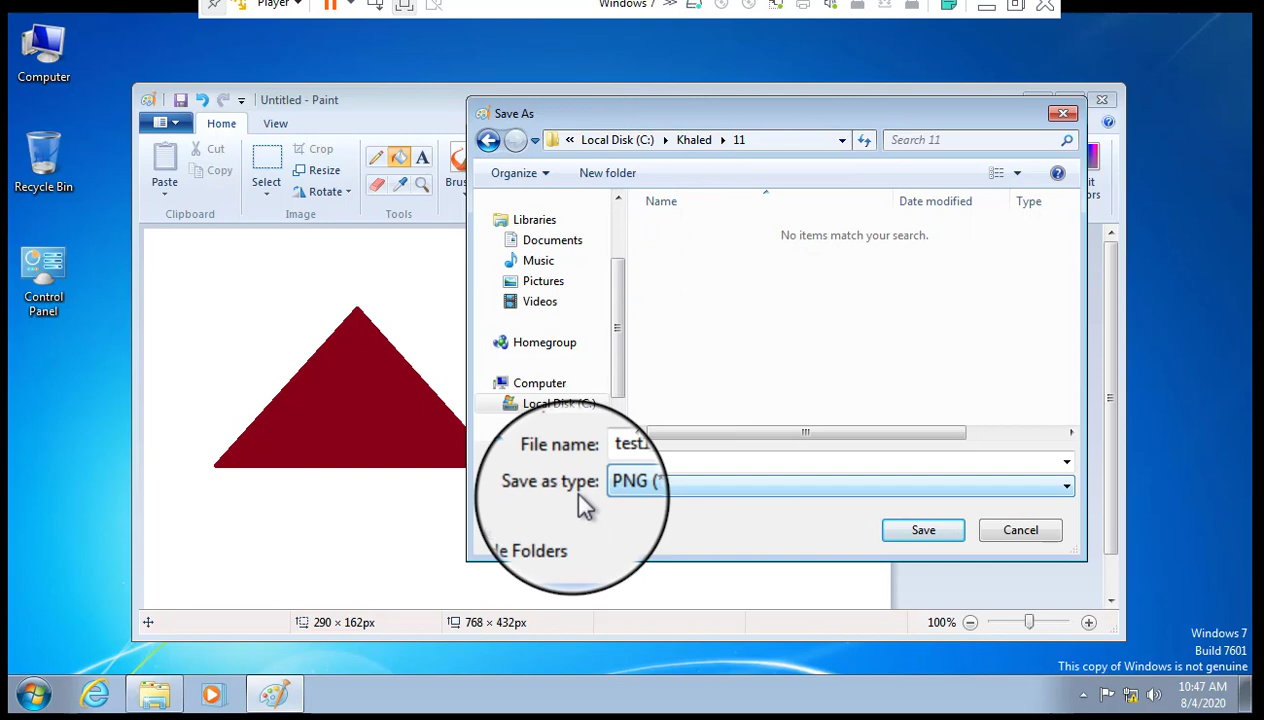 Player
Windows 7
Computer
Recycle Bin
Control
Panel
Untitled - Paint
Home
View
Paste
Cut
Copy
Clipboard
Select
Crop
Resize
Rotate
Image
Tools
Save As
Local Disk (C:)
Khaled
11
Search 11
Organize
New folder
Name
Date modified
Type
No items match your search.
Libraries
Documents
Music
Pictures
Videos
Homegroup
Computer
Local Disk (C:)
File name:
Save as type:
PNG (*
Folders
Save
Cancel
290 × 162px
768 × 432px
100%
Windows 7
Build 7601
This copy of Windows is not genuine
10:47 AM
8/4/2020